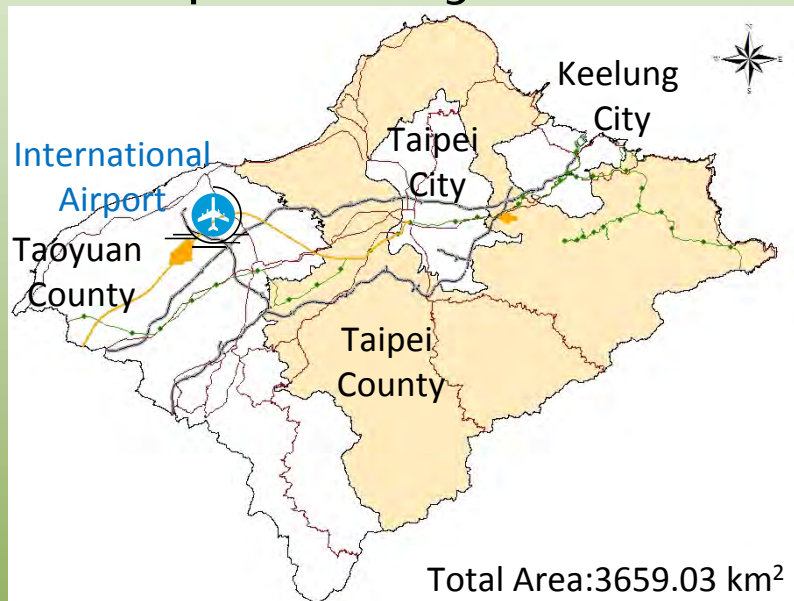 Keelung
City
Taipei
City
International
Airport
Taoyuan
County
Taipei
County
Total Area:3659.03 km²